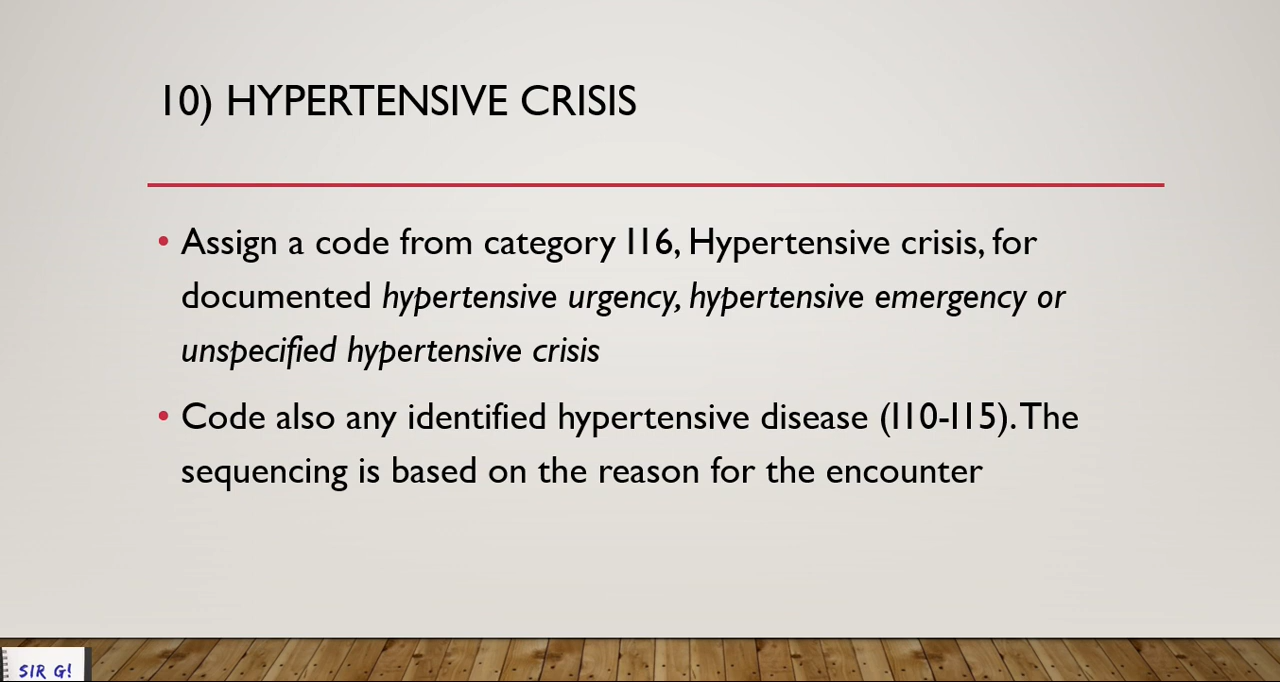 10) HYPERTENSIVE CRISIS
• Assign a code from category I16, Hypertensive crisis, for
documented hypertensive urgency, hypertensive emergency or
unspecified hypertensive crisis
• Code also any identified hypertensive disease (I10-I15). The
sequencing is based on the reason for the encounter
SIR G!